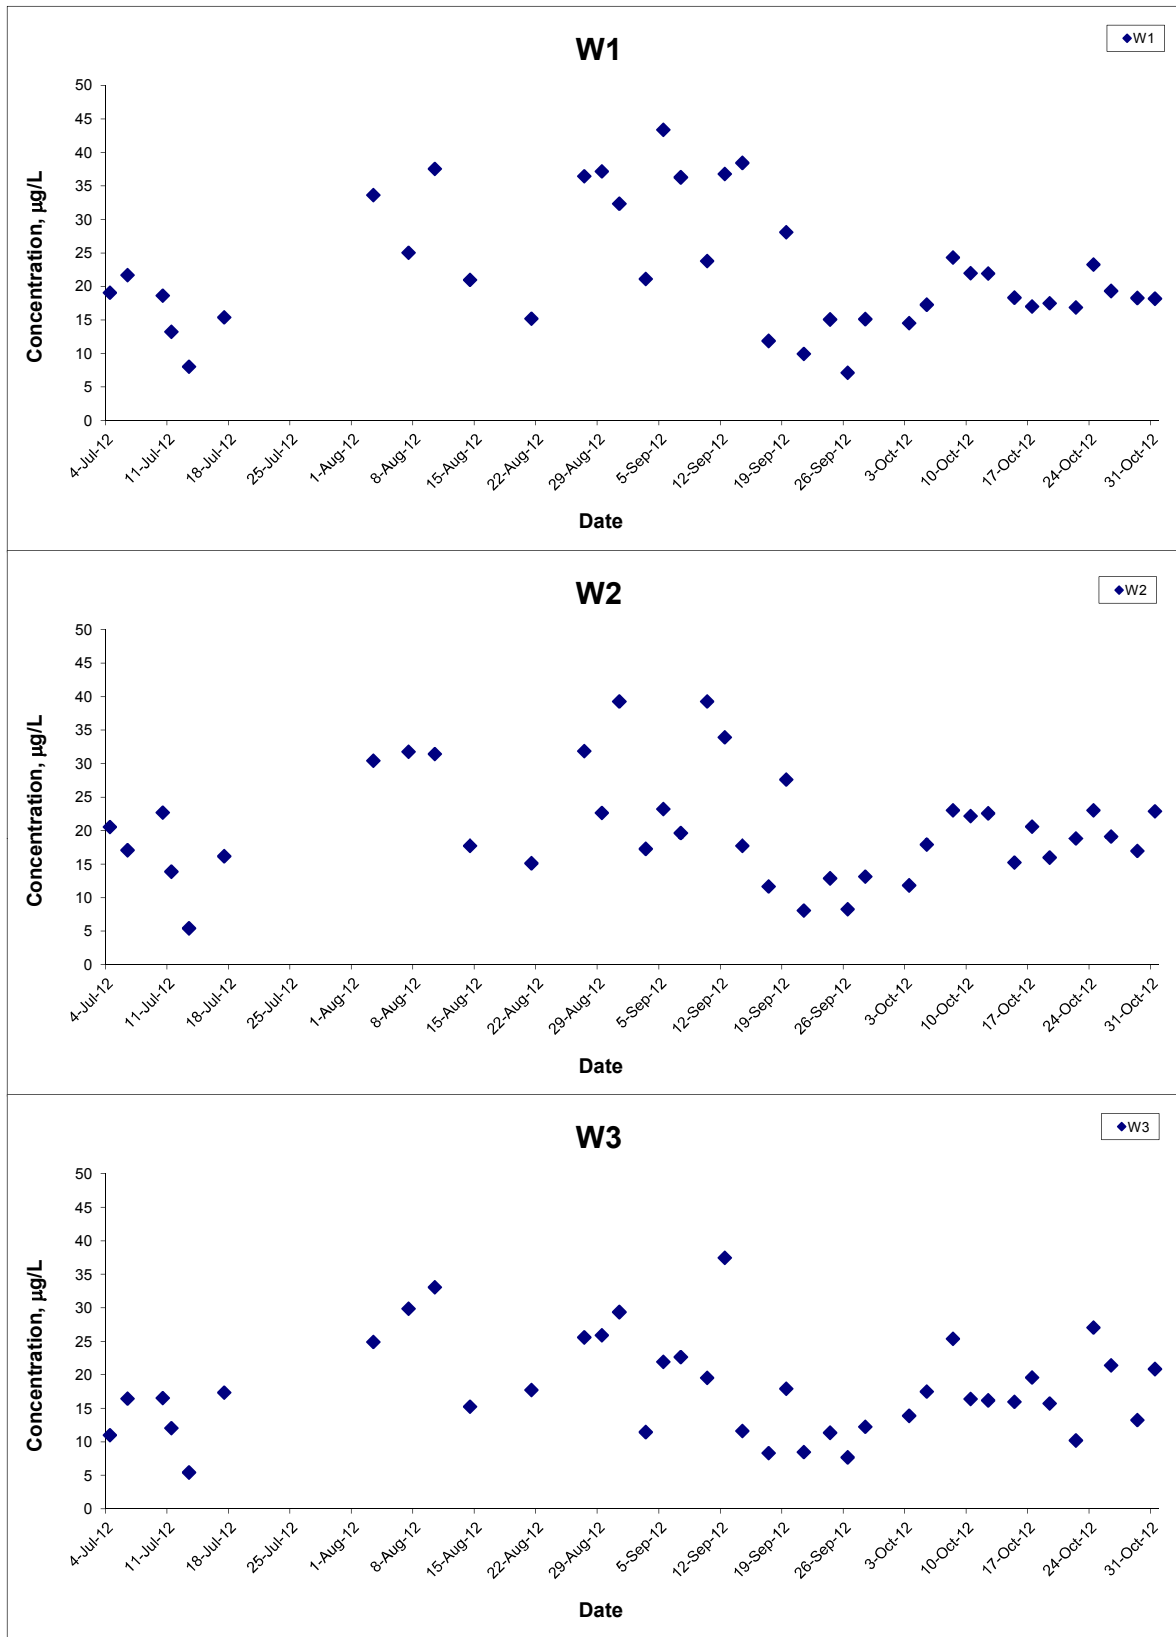 W1
W1
50
45
40
35
30
25
20
15
10
5
0
Concentration, µg/L
4-Jul-12
11-Jul-12
18-Jul-12
25-Jul-12
1-Aug-12
8-Aug-12
15-Aug-12
22-Aug-12
29-Aug-12
5-Sep-12
12-Sep-12
19-Sep-12
26-Sep-12
3-Oct-12
10-Oct-12
17-Oct-12
24-Oct-12
31-Oct-12
Date
W2
W2
50
45
40
35
30
25
20
15
10
5
0
Concentration, µg/L
4-Jul-12
11-Jul-12
18-Jul-12
25-Jul-12
1-Aug-12
8-Aug-12
15-Aug-12
22-Aug-12
29-Aug-12
5-Sep-12
12-Sep-12
19-Sep-12
26-Sep-12
3-Oct-12
10-Oct-12
17-Oct-12
24-Oct-12
31-Oct-12
Date
W3
W3
50
45
40
35
30
25
20
15
10
5
0
Concentration, µg/L
4-Jul-12
11-Jul-12
18-Jul-12
25-Jul-12
1-Aug-12
8-Aug-12
15-Aug-12
22-Aug-12
29-Aug-12
5-Sep-12
12-Sep-12
19-Sep-12
26-Sep-12
3-Oct-12
10-Oct-12
17-Oct-12
24-Oct-12
31-Oct-12
Date